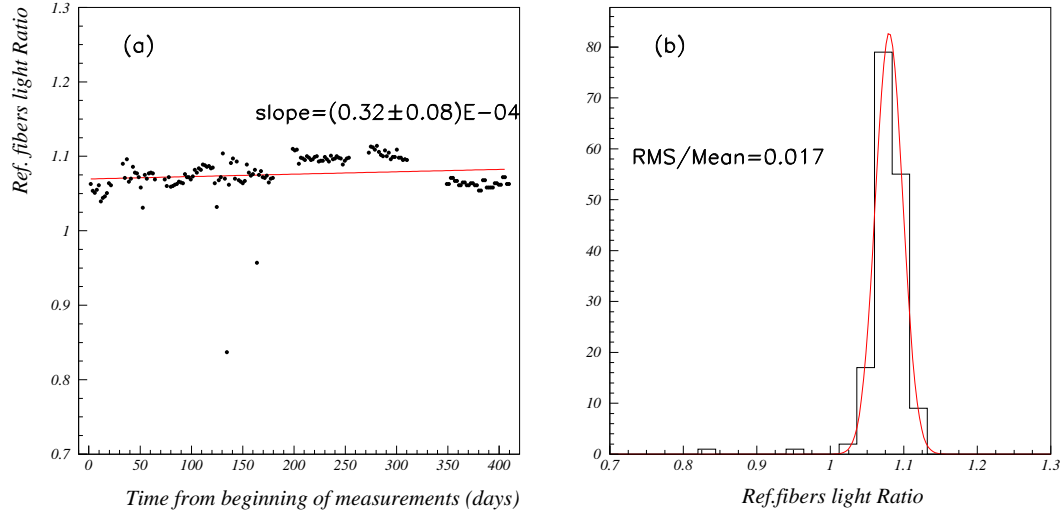 Ref. fibers light Ratio
1.3
1.2
1.1
1
0.9
0.8
0.7
(a)
slope=(0.32±0.08)E-04
0 50 100 150 200 250 300 350 400
Time from beginning of measurements (days)
80
70
60
50
40
30
20
10
0
(b)
RMS/Mean=0.017
0.7 0.8 0.9 1 1.1 1.2 1.3
Ref.fibers light Ratio